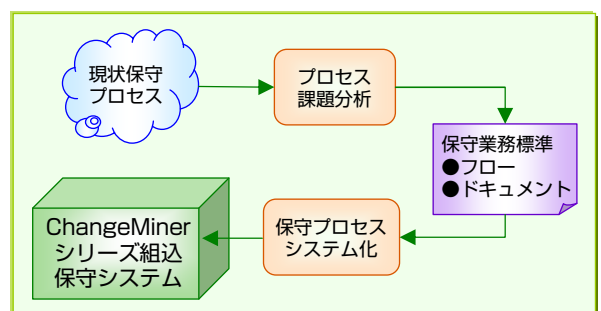 現状保守
プロセス
プロセス
課題分析
保守業務標準
●フロー
●ドキュメント
保守プロセス
システム化
ChangeMiner
シリーズ組込
保守システム